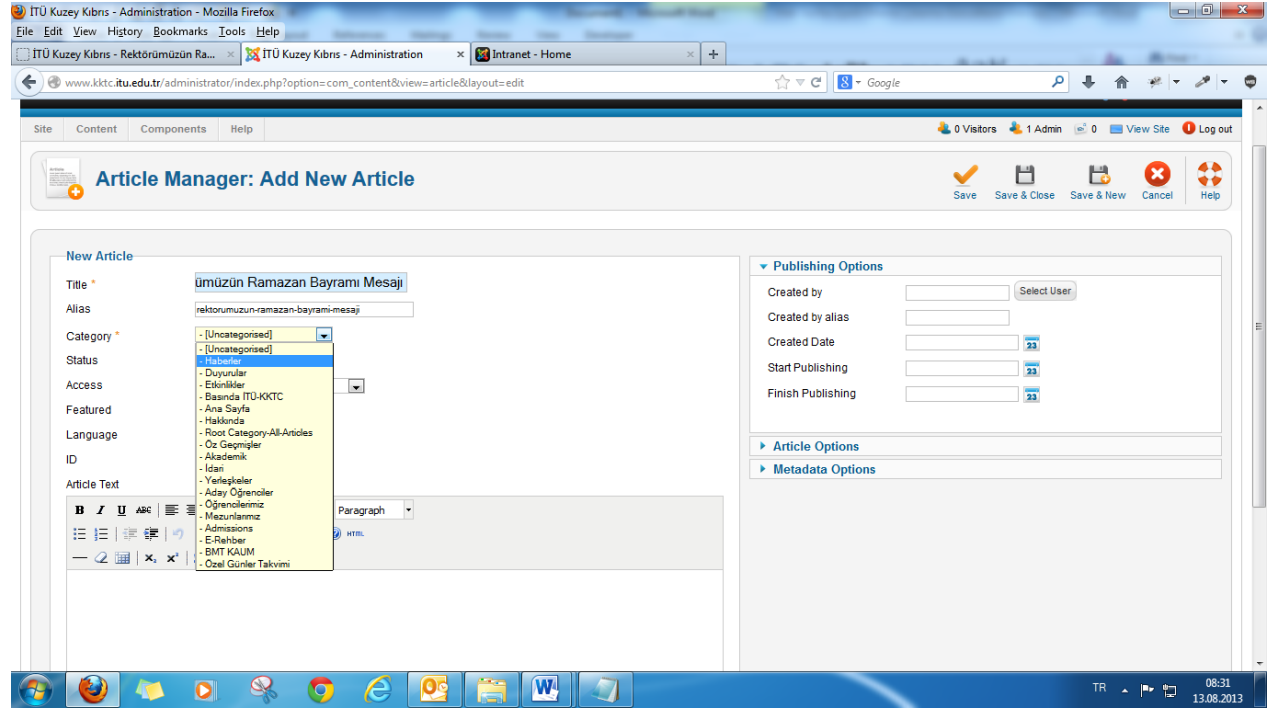 İTÜ Kuzey Kıbrıs - Administration - Mozilla Firefox
File Edit View History Bookmarks Tools Help
İTÜ Kuzey Kıbrıs - Rektörümüzün Ra... × İTÜ Kuzey Kıbrıs - Administration × Intranet - Home × +
www.kktc.itu.edu.tr/administrator/index.php?option=com_content&view=article&layout=edit Google
Site Content Components Help 0 Visitors 1 Admin 0 View Site Log out
Article Manager: Add New Article
Save Save & Close Save & New Cancel Help
New Article
Title * ümüzün Ramazan Bayramı Mesajı
Alias rektorumuzun-ramazan-bayrami-mesaji
Category * - [Uncategorised]
- [Uncategorised]
Status - Haberler
- Duyurular
Access - Etkinlikler
- Basında İTÜ-KKTC
Featured - Ana Sayfa
- Hakkında
Language - Root Category-All-Articles
- Öz Geçmişler
ID - Akademik
- İdari
Article Text - Yerleşkeler
- Aday Öğrenciler
- Öğrencilerimiz
- Mezunlarımız
- Admissions
- E-Rehber
- BMT KAUM
- Özel Günler Takvimi
B I U ABC Paragraph
HTML
Publishing Options
Created by Select User
Created by alias
Created Date 23
Start Publishing 23
Finish Publishing 23
Article Options
Metadata Options
TR 08:31
13.08.2013